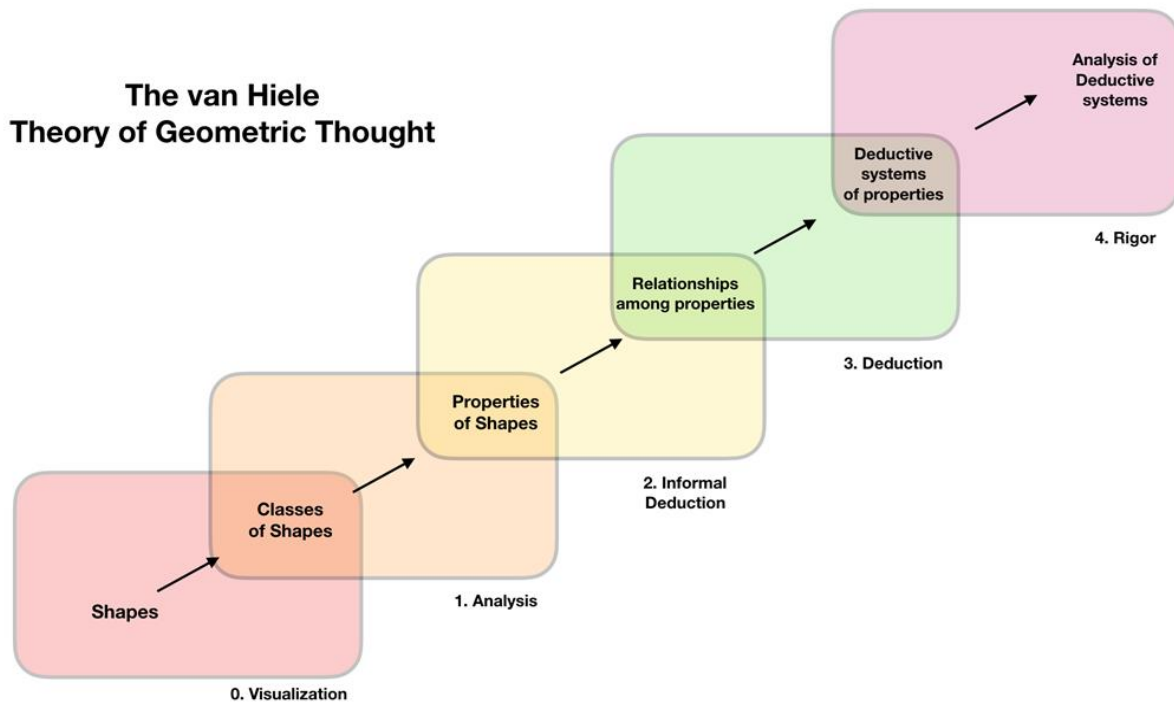 The van Hiele
Theory of Geometric Thought
Analysis of
Deductive
systems
4. Rigor
Deductive
systems
of properties
3. Deduction
Relationships
among properties
2. Informal
Deduction
Properties
of Shapes
1. Analysis
Classes
of Shapes
Shapes
0. Visualization